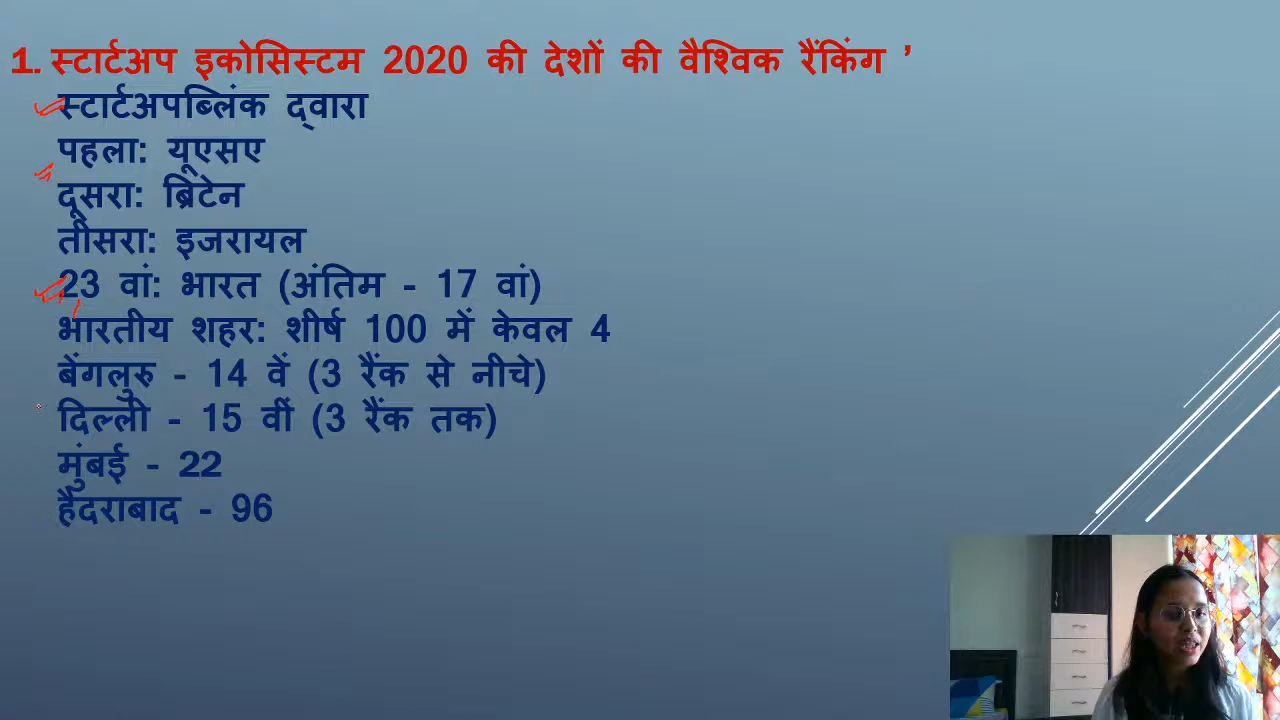 1. स्टार्टअप इकोसिस्टम 2020 की देशों की वैश्विक रैंकिंग ’
स्टार्टअपब्लिंक द्वारा
पहला: यूएसए
दूसरा: ब्रिटेन
तीसरा: इजरायल
23 वां: भारत (अंतिम - 17 वां)
भारतीय शहर: शीर्ष 100 में केवल 4
बेंगलुरु - 14 वें (3 रैंक से नीचे)
दिल्ली - 15 वीं (3 रैंक तक)
मुंबई - 22
हैदराबाद - 96